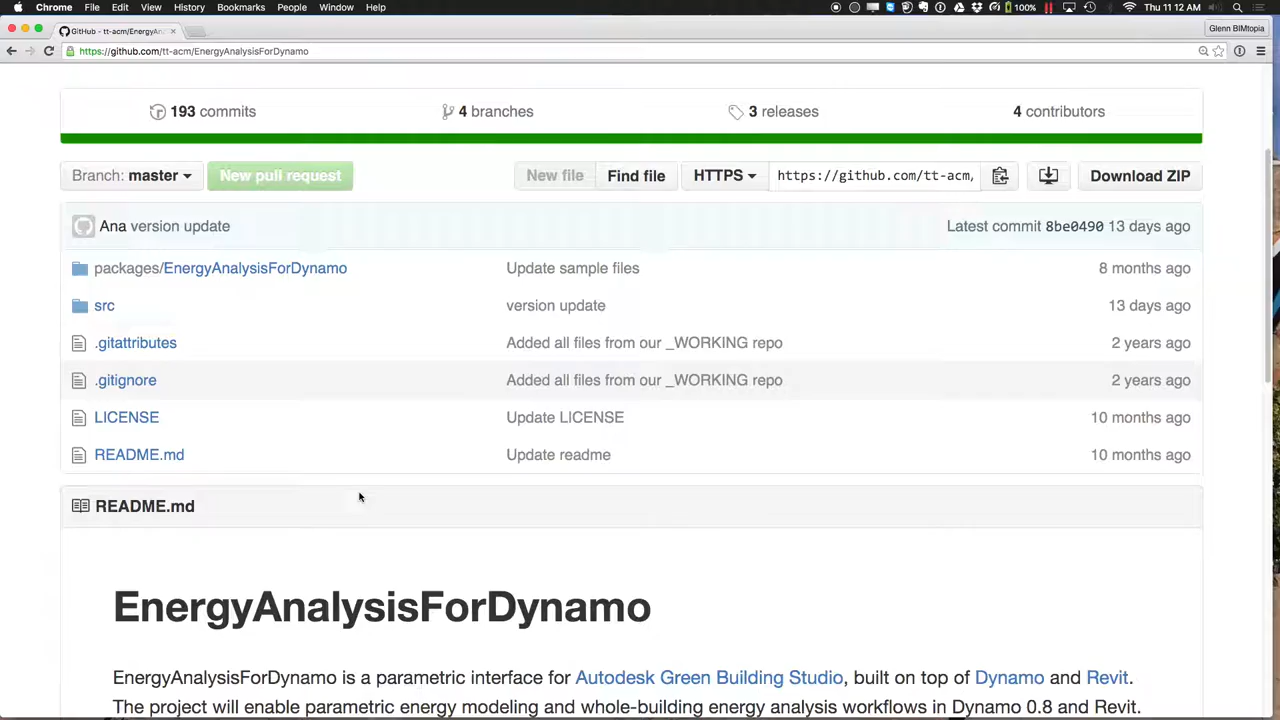 Chrome File Edit View History Bookmarks People Window Help 100% Thu 11:12 AM
GitHub - tt-acm/EnergyAn Glenn BIMtopia
https://github.com/tt-acm/EnergyAnalysisForDynamo
193 commits 4 branches 3 releases 4 contributors
Branch: master New pull request New file Find file HTTPS https://github.com/tt-acm, Download ZIP
Ana version update Latest commit 8be0490 13 days ago
packages/EnergyAnalysisForDynamo Update sample files 8 months ago
src version update 13 days ago
.gitattributes Added all files from our _WORKING repo 2 years ago
.gitignore Added all files from our _WORKING repo 2 years ago
LICENSE Update LICENSE 10 months ago
README.md Update readme 10 months ago
README.md
EnergyAnalysisForDynamo
EnergyAnalysisForDynamo is a parametric interface for Autodesk Green Building Studio, built on top of Dynamo and Revit.
The project will enable parametric energy modeling and whole-building energy analysis workflows in Dynamo 0.8 and Revit.